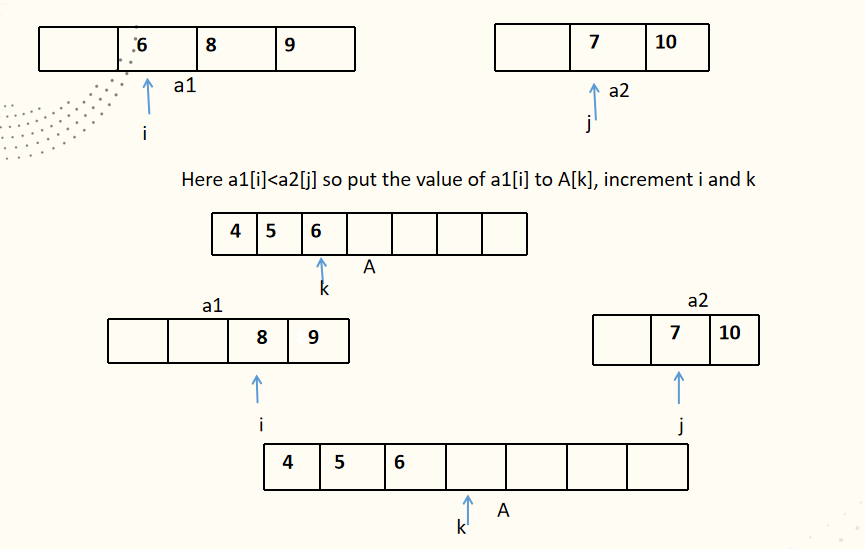 6 8 9 7 10
a1 a2
i j
Here a1[i]<a2[j] so put the value of a1[i] to A[k], increment i and k
4 5 6
A
k
a1 a2
8 9 7 10
i j
4 5 6
A
k